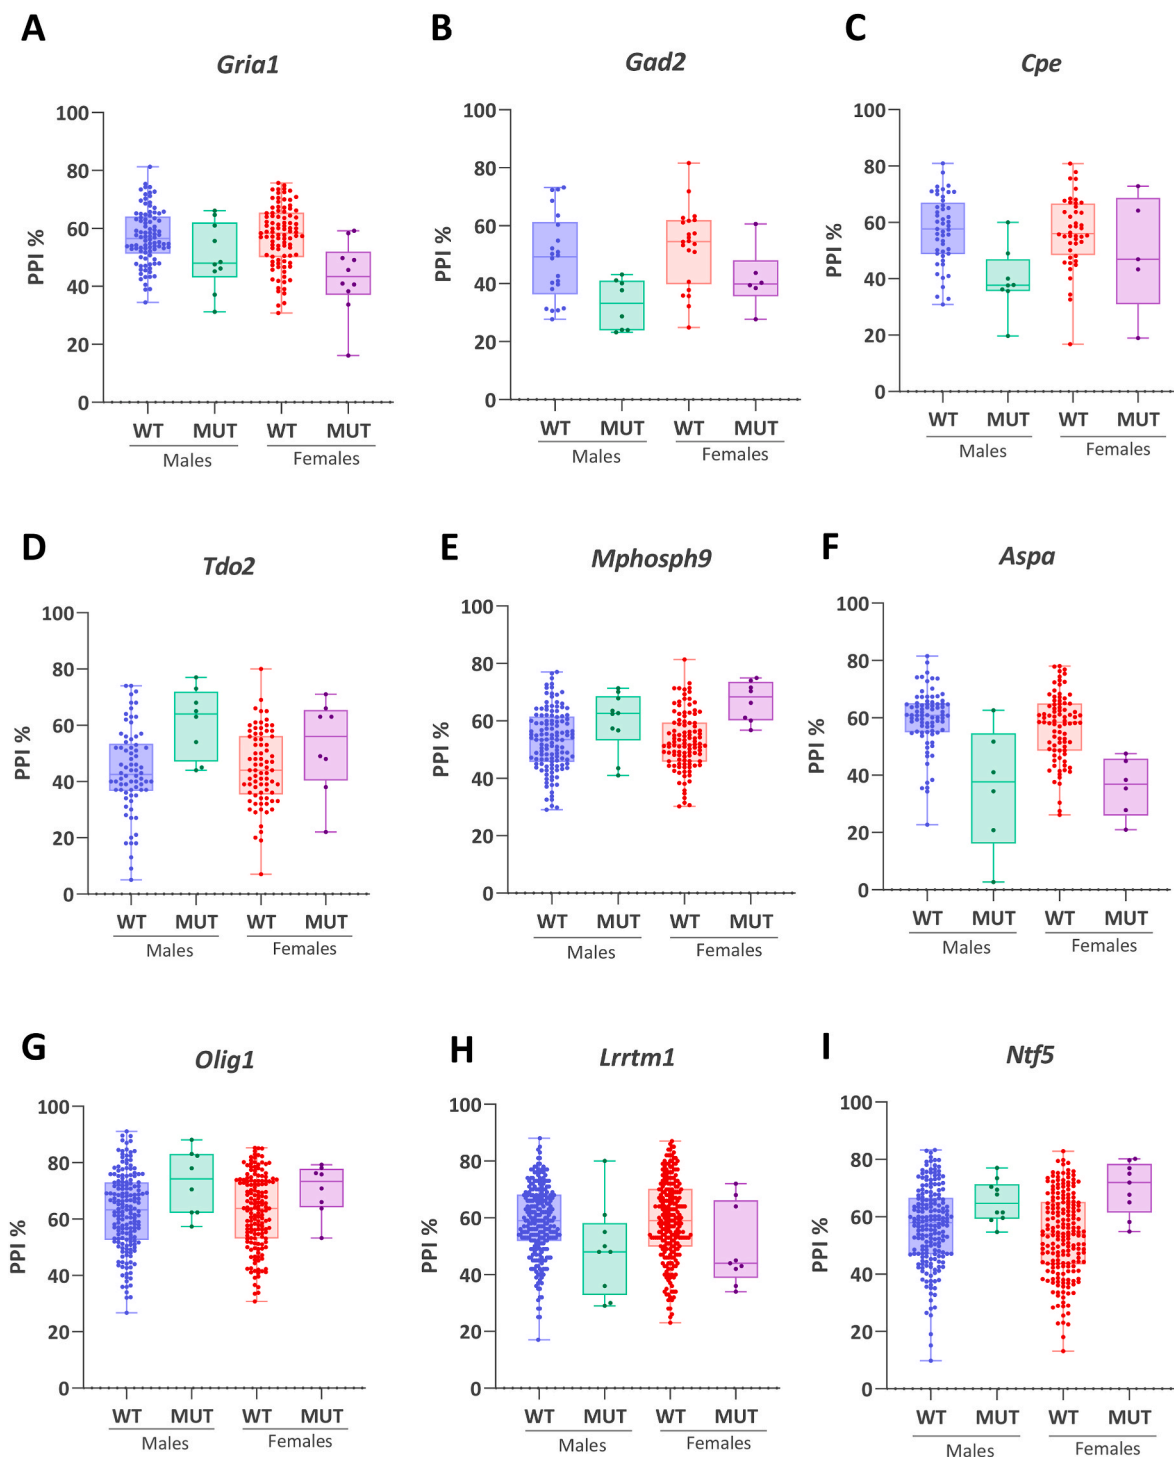 A
Gria1
PPI %
100
80
60
40
20
0
WT MUT WT MUT
Males Females
B
Gad2
PPI %
100
80
60
40
20
0
WT MUT WT MUT
Males Females
C
Cpe
PPI %
100
80
60
40
20
0
WT MUT WT MUT
Males Females
D
Tdo2
PPI %
100
80
60
40
20
0
WT MUT WT MUT
Males Females
E
Mphosph9
PPI %
100
80
60
40
20
0
WT MUT WT MUT
Males Females
F
Aspa
PPI %
100
80
60
40
20
0
WT MUT WT MUT
Males Females
G
Olig1
PPI %
100
80
60
40
20
0
WT MUT WT MUT
Males Females
H
Lrrtm1
PPI %
100
80
60
40
20
0
WT MUT WT MUT
Males Females
I
Ntf5
PPI %
100
80
60
40
20
0
WT MUT WT MUT
Males Females